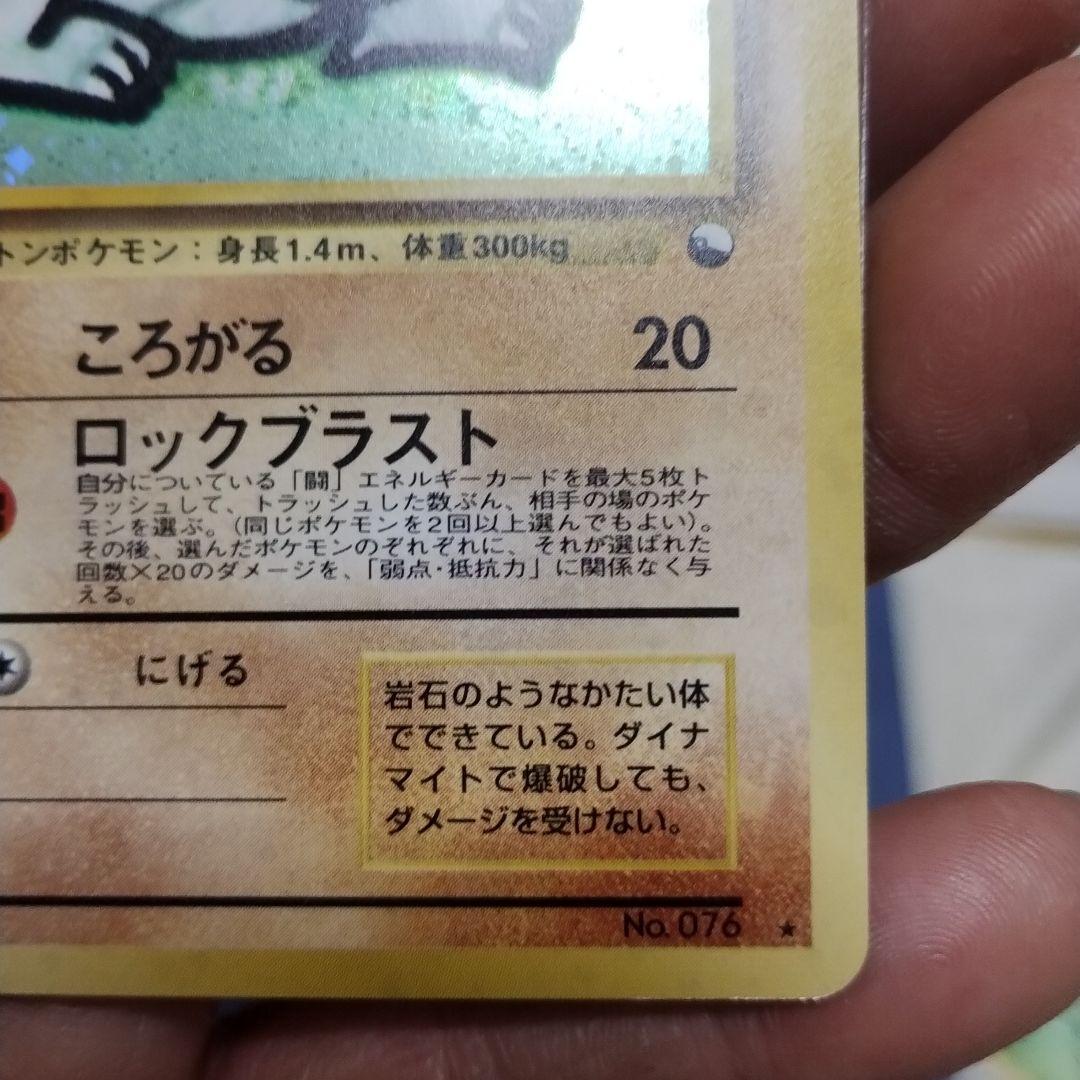 トンポケモン：身長1.4m、体重300kg
ころがる 20
ロックブラスト
自分についている「闘」エネルギーカードを最大5枚ト
ラッシュして、トラッシュした数ぶん、相手の場のポケ
モンを選ぶ。（同じポケモンを2回以上選んでもよい）。
その後、選んだポケモンのぞれぞれに、それが選ばれた
回数×20のダメージを、「弱点・抵抗力」に関係なく与
える。
にげる
岩石のようなかたい体
でできている。ダイナ
マイトで爆破しても、
ダメージを受けない。
No. 076 ★